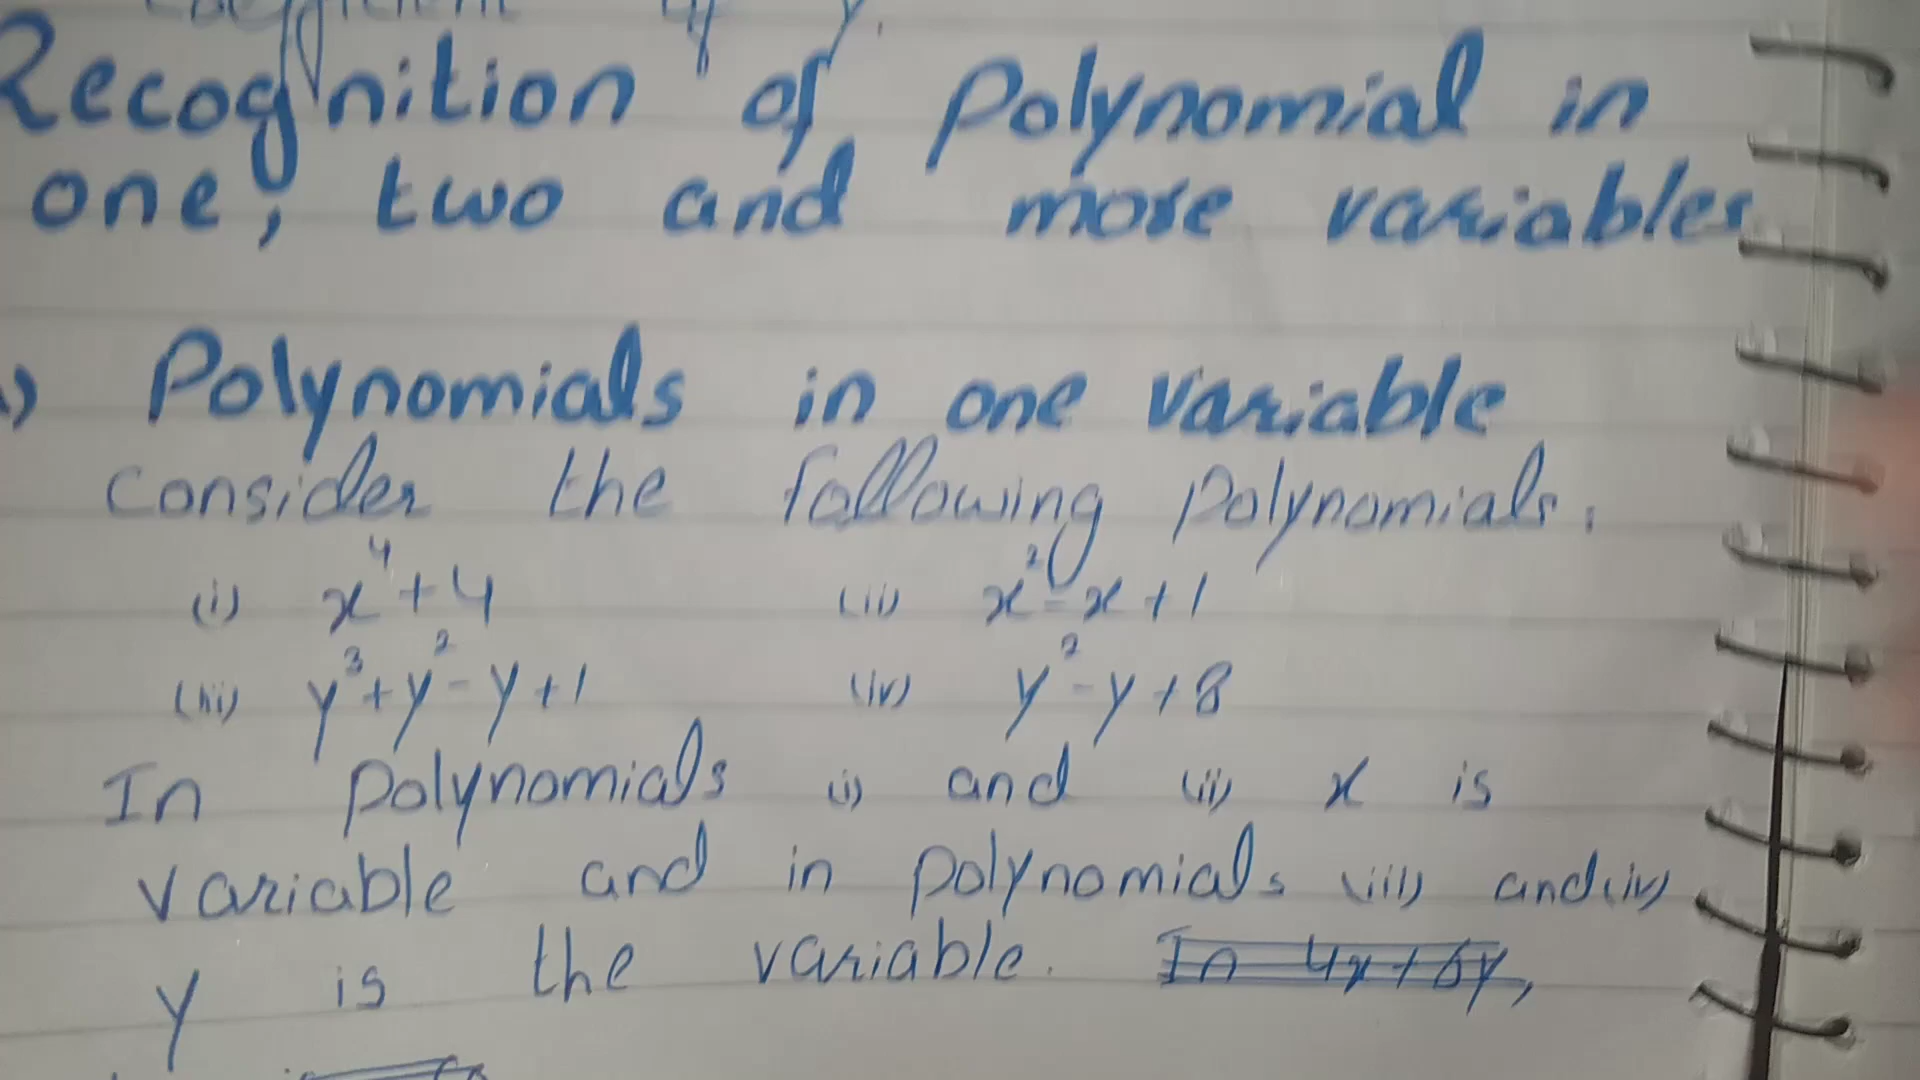 coefficient of y.
Recognition of Polynomial in
one, two and more variables
Polynomials in one variable
consider the following polynomials.
(i) x⁴+4 (ii) x²-x+1
(iii) y³+y²-y+1 (iv) y²-y+8
In polynomials (i) and (ii) x is
variable and in polynomials (iii) and (iv)
y is the variable. In 4x+6y,